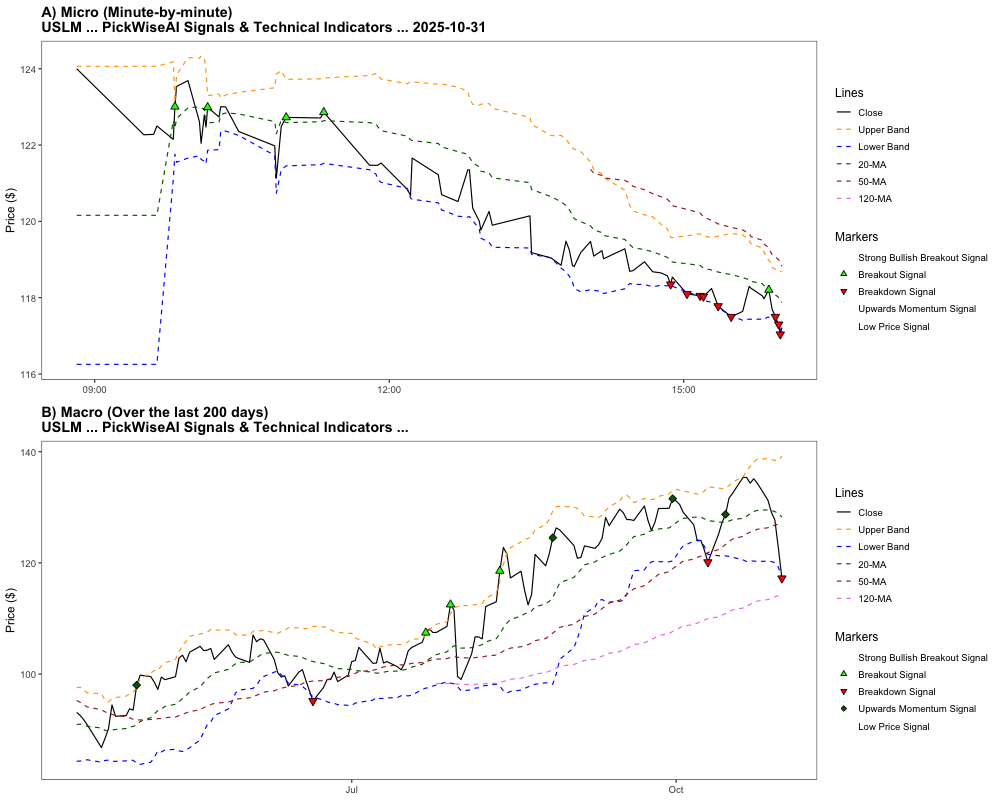 A) Micro (Minute-by-minute)
USLM ... PickWiseAI Signals & Technical Indicators ... 2025-10-31
Price ($)
124
122
120
118
116
09:00
12:00
15:00
Lines
Close
Upper Band
Lower Band
20-MA
50-MA
120-MA
Markers
Strong Bullish Breakout Signal
Breakout Signal
Breakdown Signal
Upwards Momentum Signal
Low Price Signal
B) Macro (Over the last 200 days)
USLM ... PickWiseAI Signals & Technical Indicators ...
Price ($)
140
120
100
Jul
Oct
Lines
Close
Upper Band
Lower Band
20-MA
50-MA
120-MA
Markers
Strong Bullish Breakout Signal
Breakout Signal
Breakdown Signal
Upwards Momentum Signal
Low Price Signal